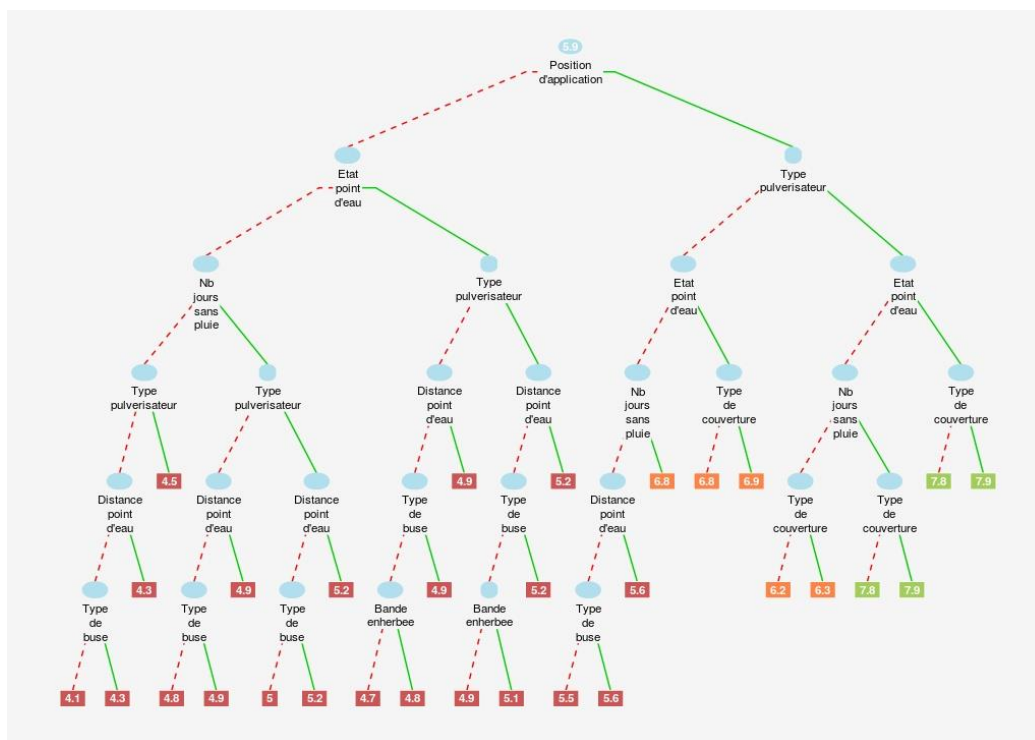 5.9
Position
d'application
Etat
point
d'eau
Type
pulverisateur
Nb
jours
sans
pluie
Type
pulverisateur
Etat
point
d'eau
Etat
point
d'eau
Type
pulverisateur
Type
pulverisateur
Distance
point
d'eau
Distance
point
d'eau
Nb
jours
sans
pluie
Type
de
couverture
Nb
jours
sans
pluie
Type
de
couverture
Distance
point
d'eau
4.5
Distance
point
d'eau
Distance
point
d'eau
Type
de
buse
4.9
Type
de
buse
5.2
Distance
point
d'eau
6.8
6.8
6.9
Type
de
couverture
Type
de
couverture
7.8
7.9
Type
de
buse
4.3
Type
de
buse
4.9
Type
de
buse
5.2
Bande
enherbee
4.9
Bande
enherbee
5.2
Type
de
buse
5.6
6.2
6.3
7.8
7.9
4.1
4.3
4.8
4.9
5
5.2
4.7
4.8
4.9
5.1
5.5
5.6